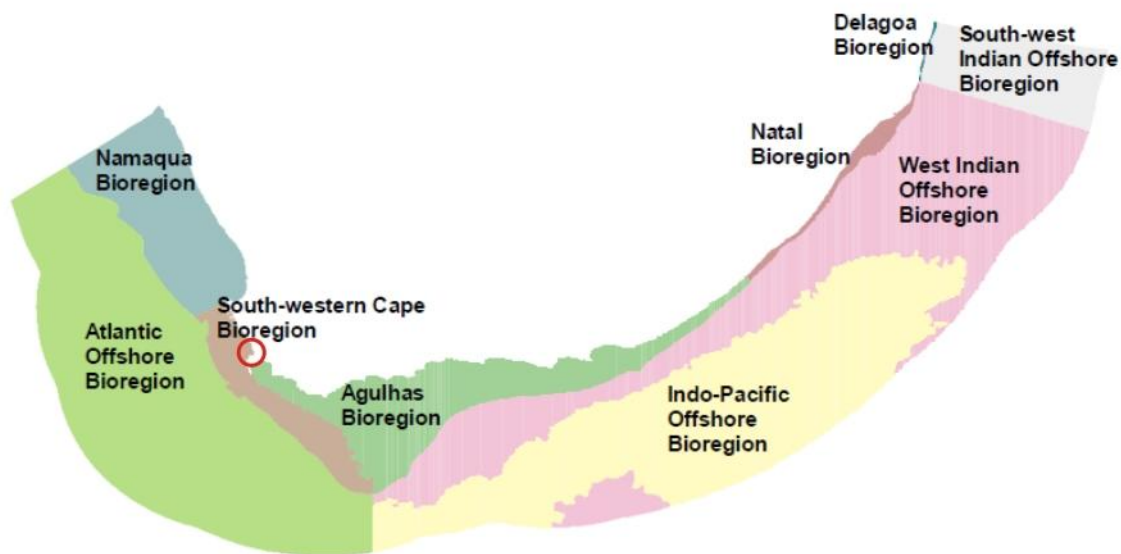 Delagoa
Bioregion
South-west
Indian Offshore
Bioregion
Namaqua
Bioregion
Natal
Bioregion
West Indian
Offshore
Bioregion
South-western Cape
Bioregion
Atlantic
Offshore
Bioregion
Agulhas
Bioregion
Indo-Pacific
Offshore
Bioregion